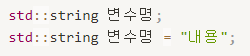 std::string 변수명;
std::string 변수명 = "내용";